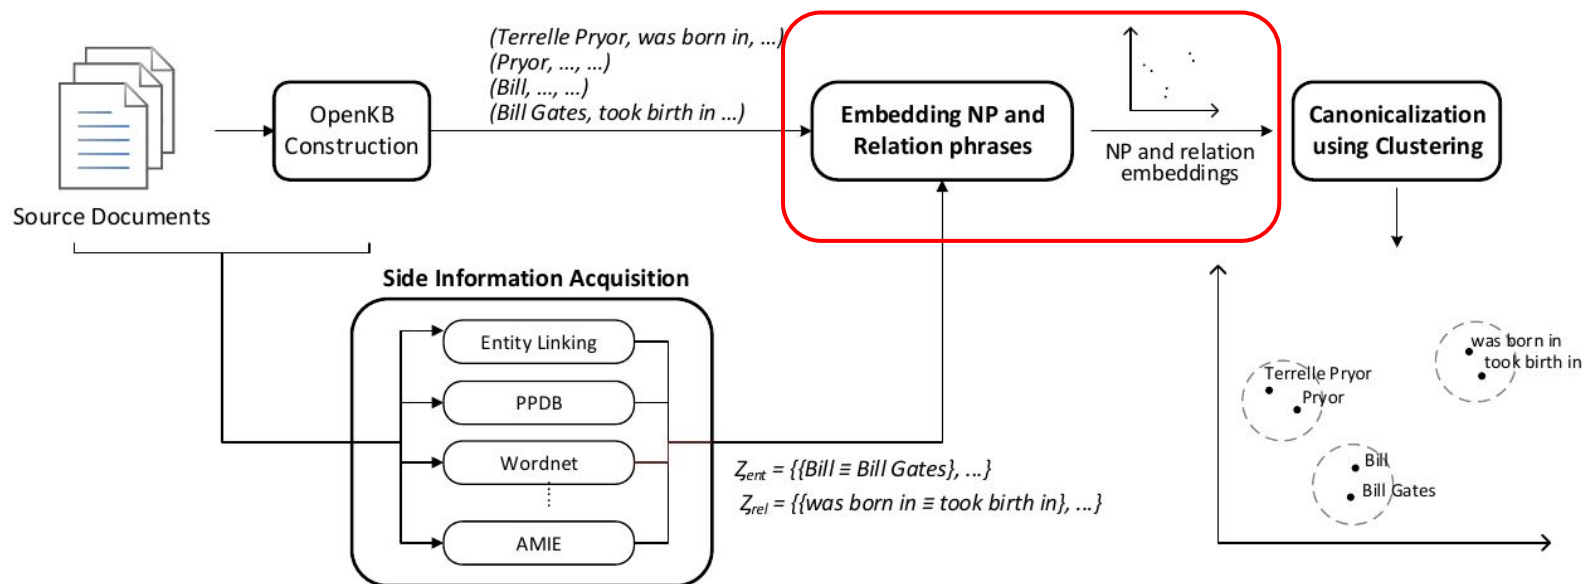 (Terrelle Pryor, was born in, ...)
(Pryor, ..., ...)
(Bill, ..., ...)
(Bill Gates, took birth in ...)
OpenKB
Construction
Embedding NP and
Relation phrases
NP and relation
embeddings
Canonicalization
using Clustering
Source Documents
Side Information Acquisition
Entity Linking
PPDB
Wordnet
AMIE
ζent = {{Bill ≡ Bill Gates}, ...}
ζrel = {{was born in ≡ took birth in}, ...}
was born in
took birth in
Terrelle Pryor
Pryor
Bill
Bill Gates